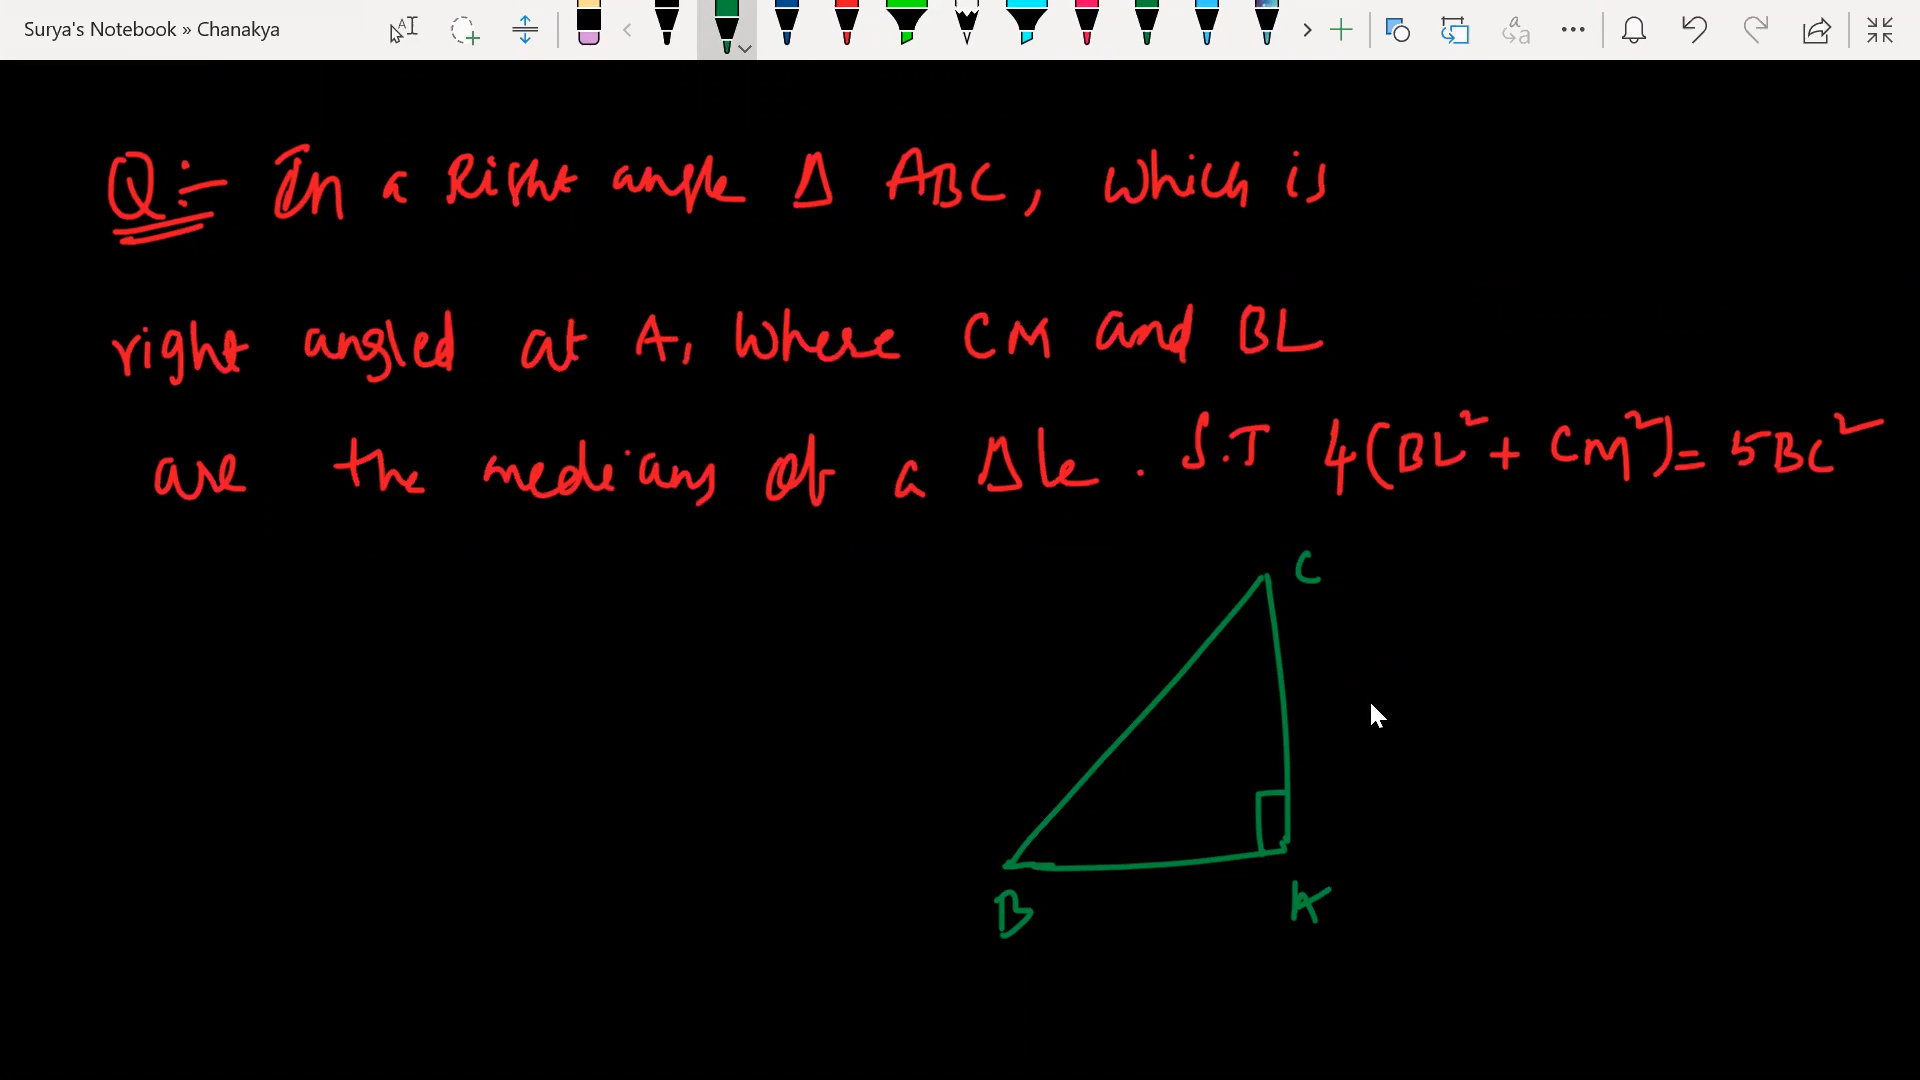 Surya's Notebook » Chanakya
Q:- In a Right angle Δ ABC, which is
right angled at A, where CM and BL
are the medians of a Δle. S.T 4(BL²+ CM²)= 5BC²
C
B
A